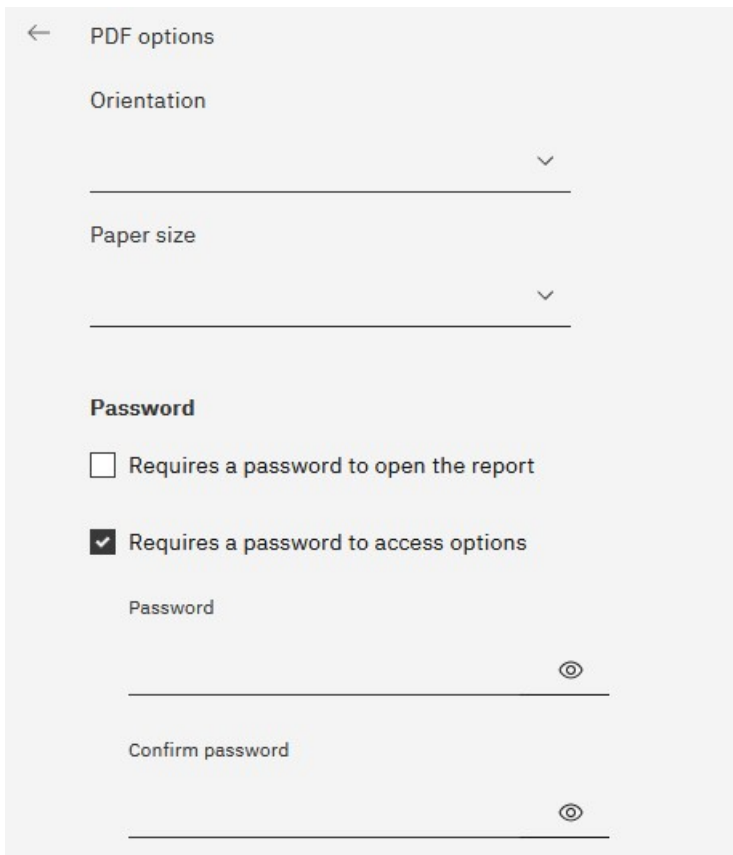 PDF options
Orientation
Paper size
Password
Requires a password to open the report
Requires a password to access options
Password
Confirm password